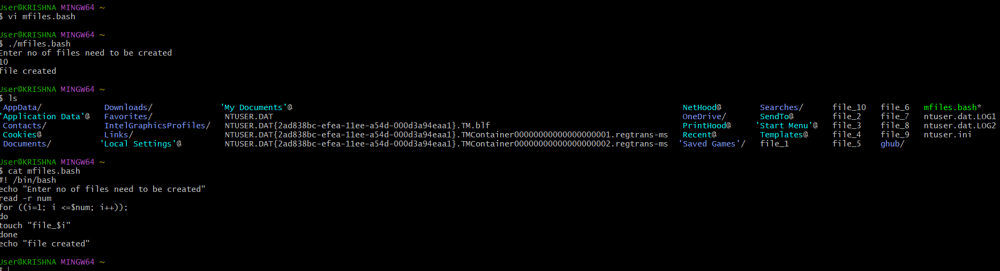 User@KRISHNA MINGW64 ~
$ vi mfiles.bash
User@KRISHNA MINGW64 ~
$ ./mfiles.bash
Enter no of files need to be created
10
file created
User@KRISHNA MINGW64 ~
$ ls
AppData/ Downloads/ 'My Documents'@ NetHood@ Searches/ file_10 file_6 mfiles.bash*
'Application Data'@ Favorites/ NTUSER.DAT OneDrive/ SendTo@ file_2 file_7 ntuser.dat.LOG1
Contacts/ IntelGraphicsProfiles/ NTUSER.DAT{2ad838bc-efea-11ee-a54d-000d3a94eaa1}.TM.blf PrintHood@ 'Start Menu'@ file_3 file_8 ntuser.dat.LOG2
Cookies@ Links/ NTUSER.DAT{2ad838bc-efea-11ee-a54d-000d3a94eaa1}.TMContainer00000000000000000001.regtrans-ms Recent@ Templates@ file_4 file_9 ntuser.ini
Documents/ 'Local Settings'@ NTUSER.DAT{2ad838bc-efea-11ee-a54d-000d3a94eaa1}.TMContainer00000000000000000002.regtrans-ms 'Saved Games'/ file_1 file_5 ghub/
User@KRISHNA MINGW64 ~
$ cat mfiles.bash
#! /bin/bash
echo "Enter no of files need to be created"
read -r num
for ((i=1; i <=$num; i++));
do
touch "file_$i"
done
echo "file created"
User@KRISHNA MINGW64 ~
$